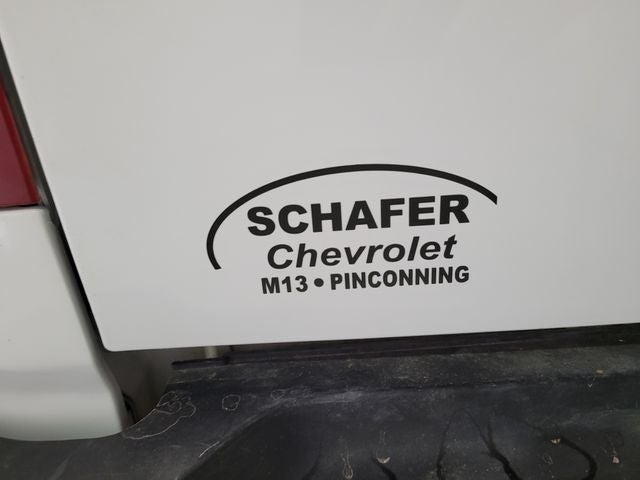 SCHAFER
Chevrolet
M13 • PINCONNING